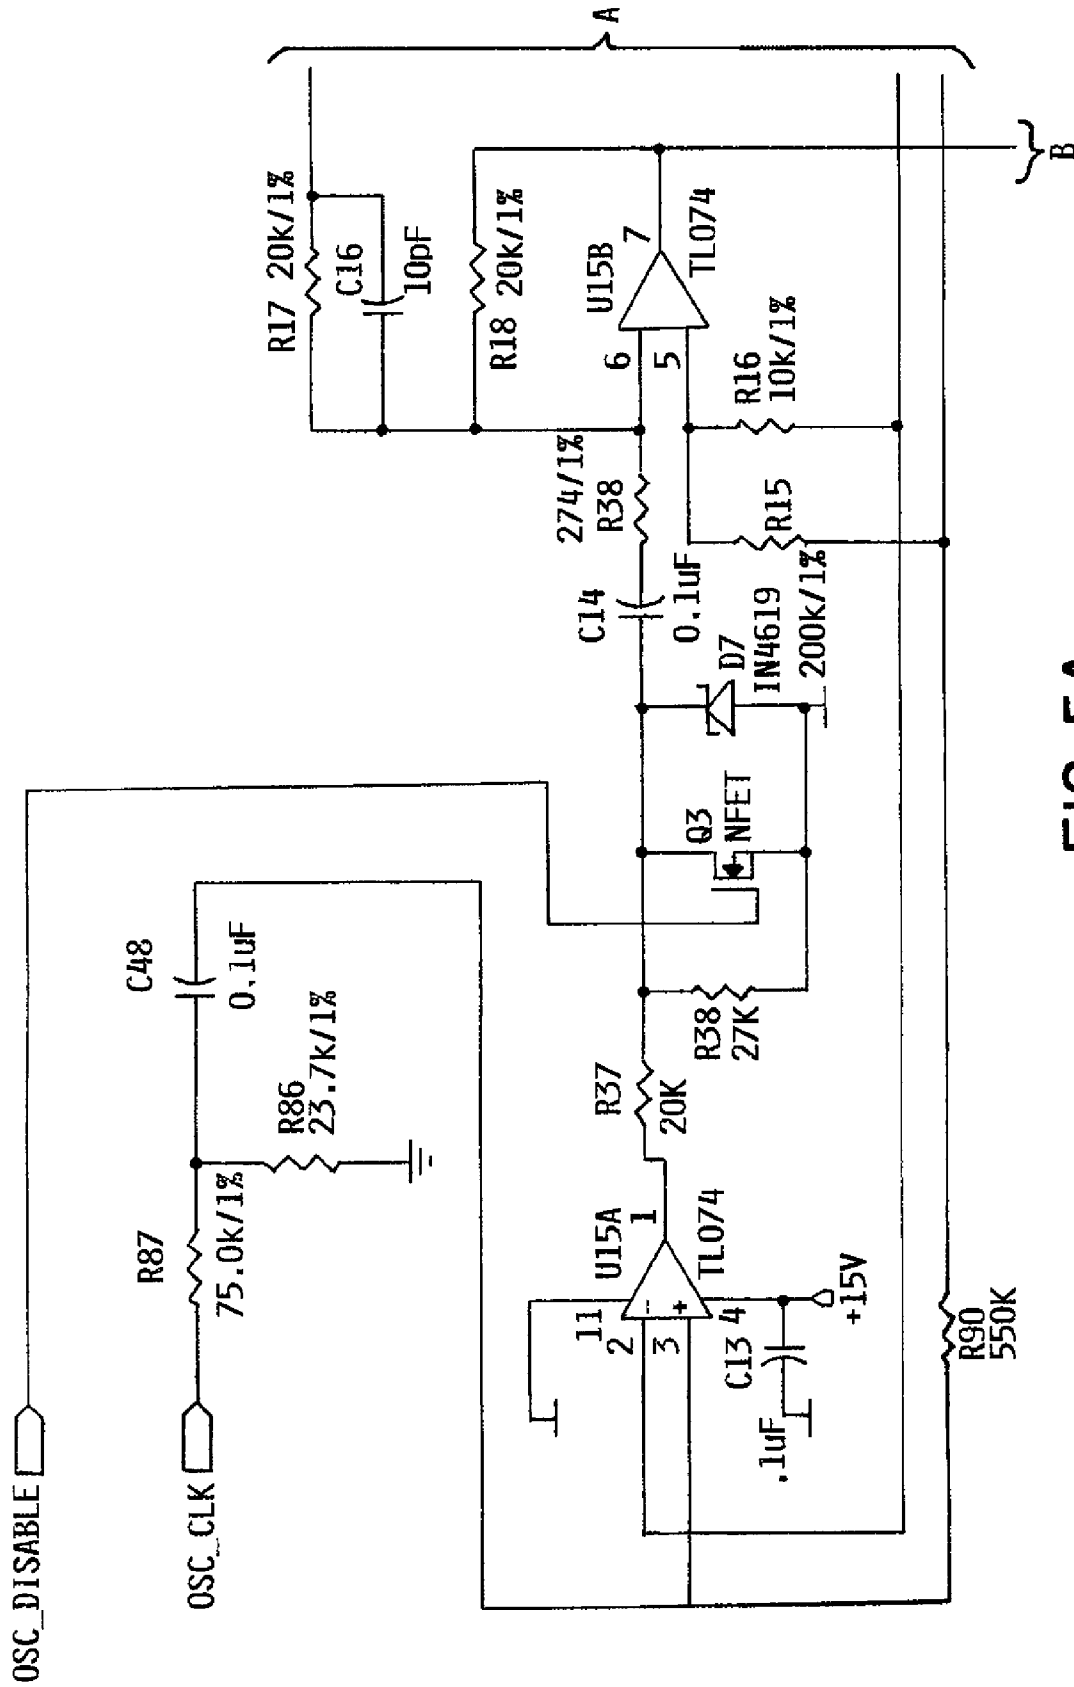 OSC_DISABLE
OSC_CLK
R87
75.0k/1%
R86
23.7k/1%
C48
0.1uF
U15A
11
2
3
1
4
TL074
C13
.1uF
+15V
R37
20K
R38
27K
Q3
NFET
D7
IN4619
C14
0.1uF
274/1%
R38
R15
200k/1%
R16
10k/1%
R17 20k/1%
C16
10pF
R18 20k/1%
U15B
6
5
7
TL074
R90
550K
A
B